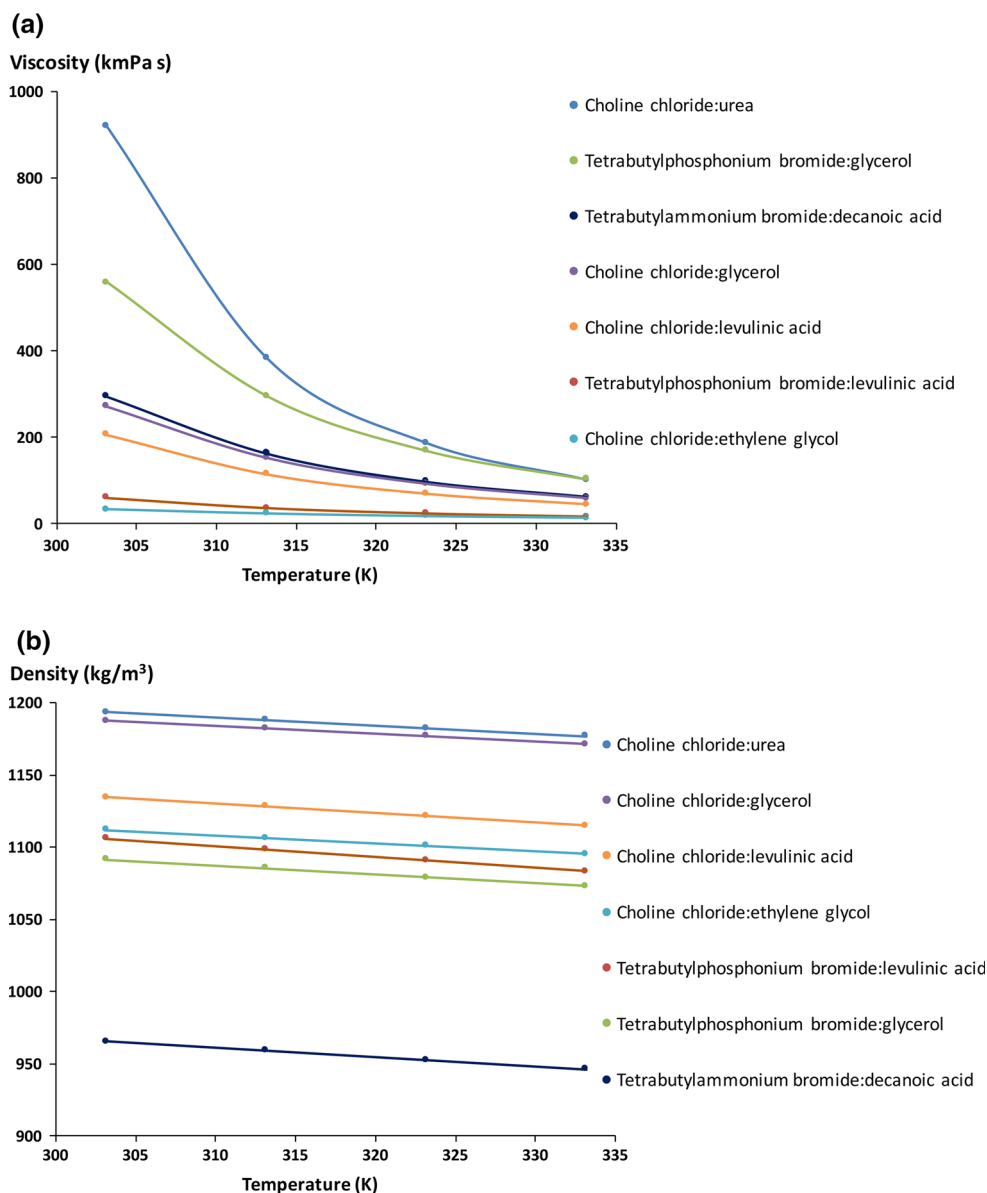 (a)
Viscosity (kmPa s)
1000
800
600
400
200
0
300 305 310 315 320 325 330 335
Temperature (K)
Choline chloride:urea
Tetrabutylphosphonium bromide:glycerol
Tetrabutylammonium bromide:decanoic acid
Choline chloride:glycerol
Choline chloride:levulinic acid
Tetrabutylphosphonium bromide:levulinic acid
Choline chloride:ethylene glycol
(b)
Density (kg/m³)
1200
1150
1100
1050
1000
950
900
300 305 310 315 320 325 330 335
Temperature (K)
Choline chloride:urea
Choline chloride:glycerol
Choline chloride:levulinic acid
Choline chloride:ethylene glycol
Tetrabutylphosphonium bromide:levulinic acid
Tetrabutylphosphonium bromide:glycerol
Tetrabutylammonium bromide:decanoic acid